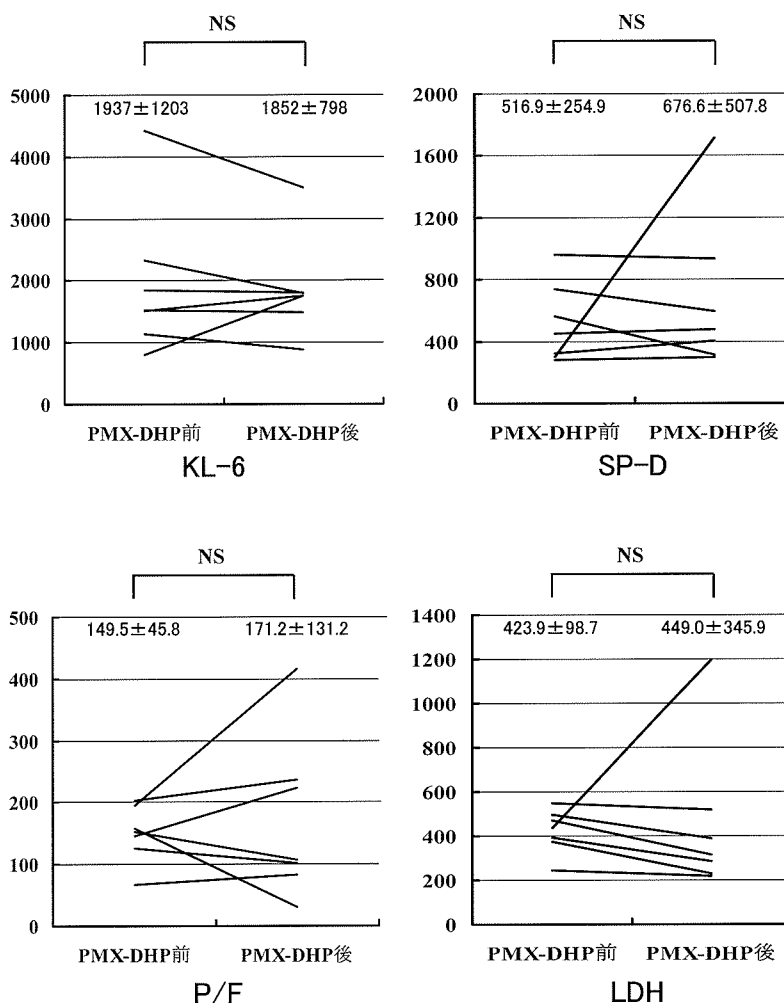 NS
5000
1937±1203
1852±798
4000
3000
2000
1000
0
PMX-DHP前
PMX-DHP後
KL-6
NS
2000
516.9±254.9
676.6±507.8
1600
1200
800
400
0
PMX-DHP前
PMX-DHP後
SP-D
NS
500
149.5±45.8
171.2±131.2
400
300
200
100
0
PMX-DHP前
PMX-DHP後
P/F
NS
1400
423.9±98.7
449.0±345.9
1200
1000
800
600
400
200
0
PMX-DHP前
PMX-DHP後
LDH